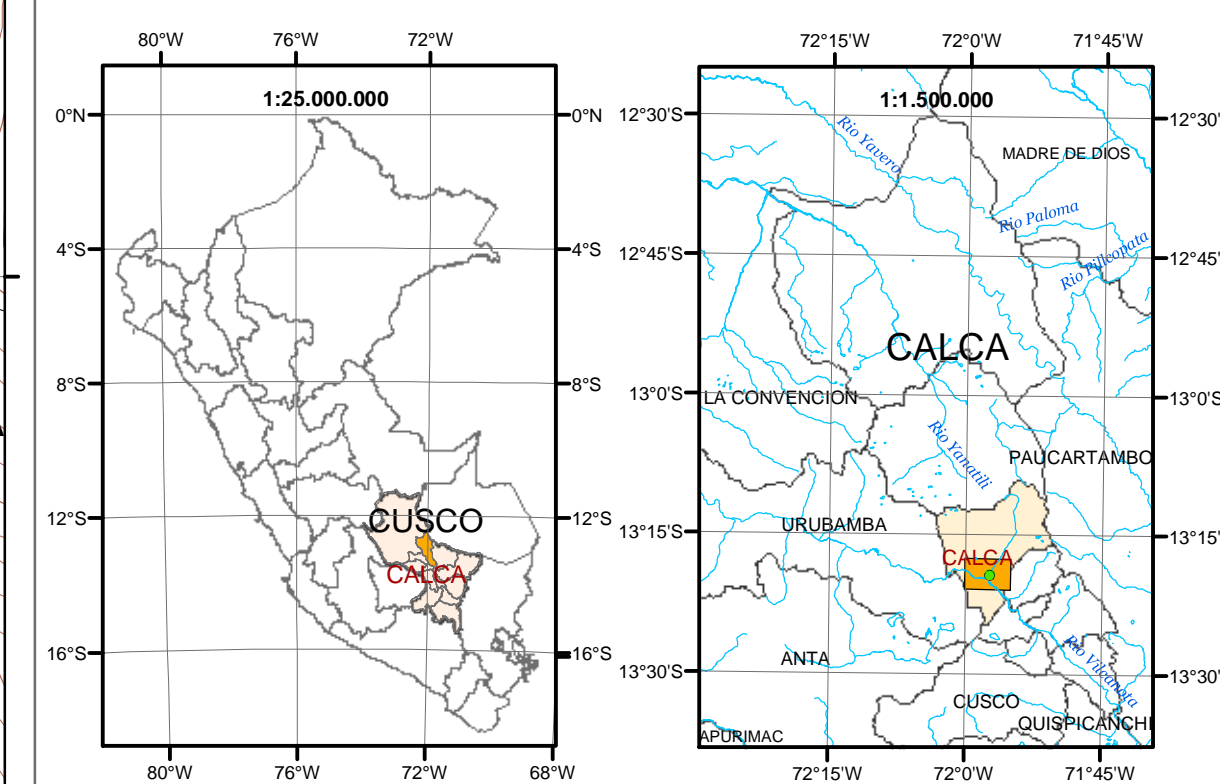 80°W 76°W 72°W
1:25.000.000
0°N 0°N
4°S 4°S
8°S 8°S
12°S 12°S
CUSCO
CALCA
16°S 16°S
80°W 76°W 72°W 68°W
72°15'W 72°0'W 71°45'W
1:1.500.000
12°30'S 12°30'
Rio Yavero
MADRE DE DIOS
Rio Paloma
Rio Pillcopata
12°45'S 12°45'S
CALCA
13°0'S 13°0'S
LA CONVENCION
Rio Yanatili
PAUCARTAMBO
URUBAMBA
13°15'S 13°15'
CALCA
Rio Vilcanota
ANTA
13°30'S 13°30'
CUSCO
QUISPICANCHI
APURIMAC
72°15'W 72°0'W 71°45'W